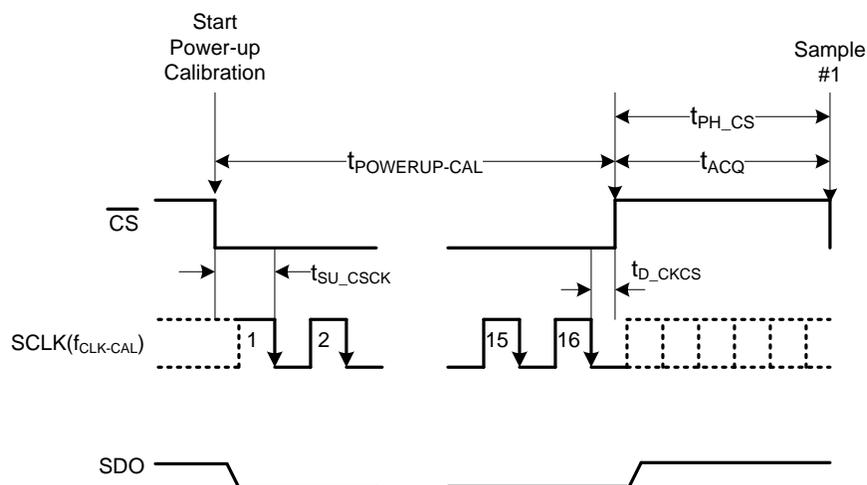 Start
Power-up
Calibration
Sample
#1
tPH_CS
tPOWERUP-CAL
tACQ
CS
tSU_CSCK
tD_CKCS
SCLK(fCLK-CAL)
1
2
15
16
SDO